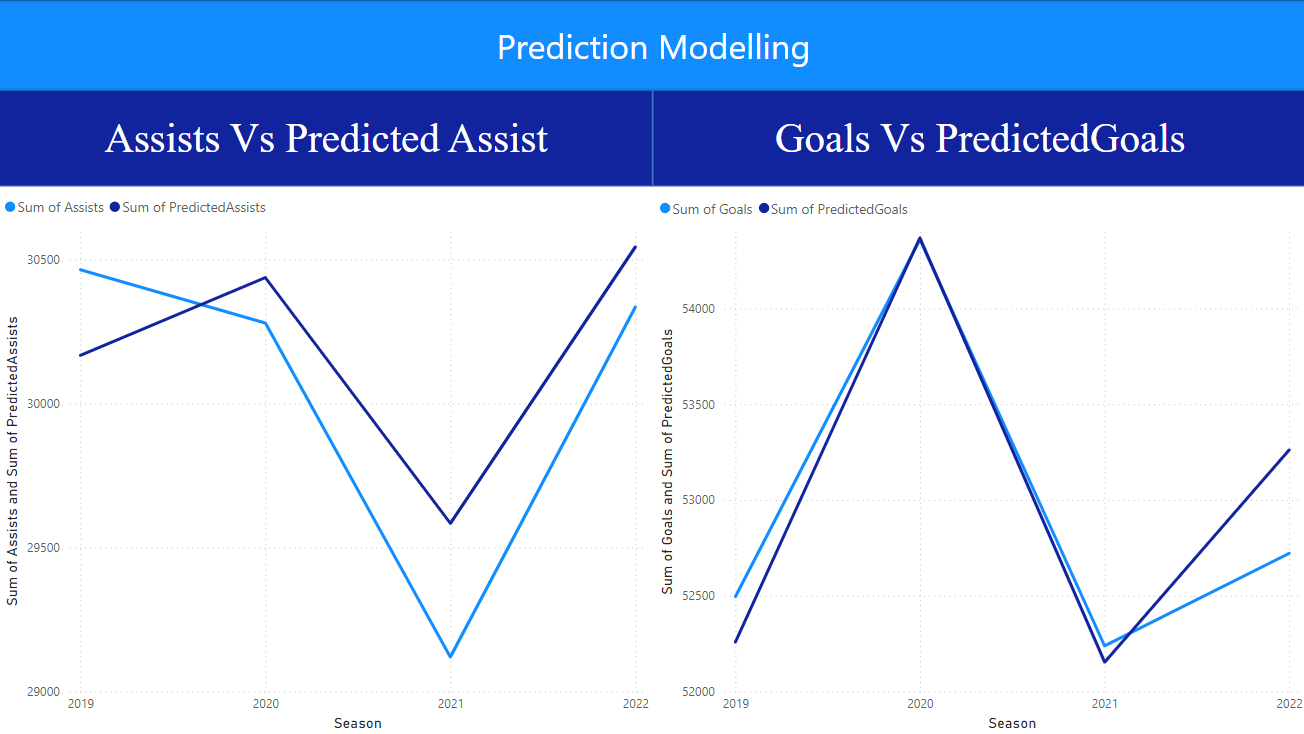 Prediction Modelling
Assists Vs Predicted Assist
Sum of Assists Sum of PredictedAssists
Sum of Assists and Sum of PredictedAssists
30500
30000
29500
29000
2019 2020 2021 2022
Season
Goals Vs PredictedGoals
Sum of Goals Sum of PredictedGoals
Sum of Goals and Sum of PredictedGoals
54000
53500
53000
52500
52000
2019 2020 2021 2022
Season